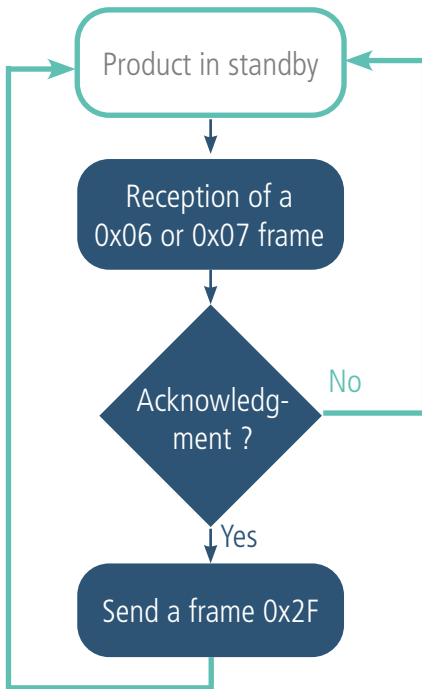 Product in standby
Reception of a
0x06 or 0x07 frame
Acknowledg-
ment ?
No
Yes
Send a frame 0x2F